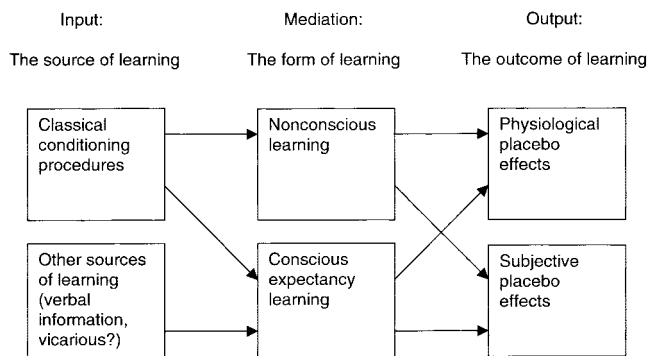 Input:
Mediation:
Output:
The source of learning
The form of learning
The outcome of learning
Classical
conditioning
procedures
Nonconscious
learning
Physiological
placebo
effects
Other sources
of learning
(verbal
information,
vicarious?)
Conscious
expectancy
learning
Subjective
placebo
effects